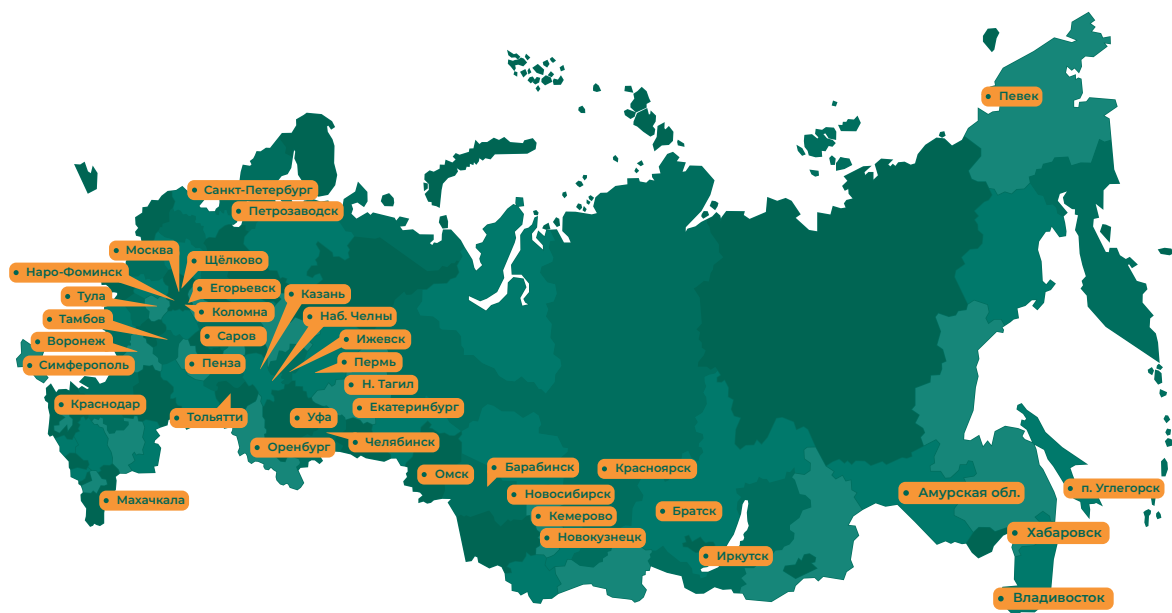 Певек
Санкт-Петербург
Петрозаводск
Москва
Щёлково
Наро-Фоминск
Егорьевск
Казань
Тула
Коломна
Наб. Челны
Тамбов
Саров
Ижевск
Воронеж
Симферополь
Пенза
Пермь
Н. Тагил
Краснодар
Екатеринбург
Тольятти
Уфа
Челябинск
Оренбург
Омск
Барабинск
Красноярск
Новосибирск
Амурская обл.
п. Углегорск
Махачкала
Кемерово
Братск
Новокузнецк
Хабаровск
Иркутск
Владивосток